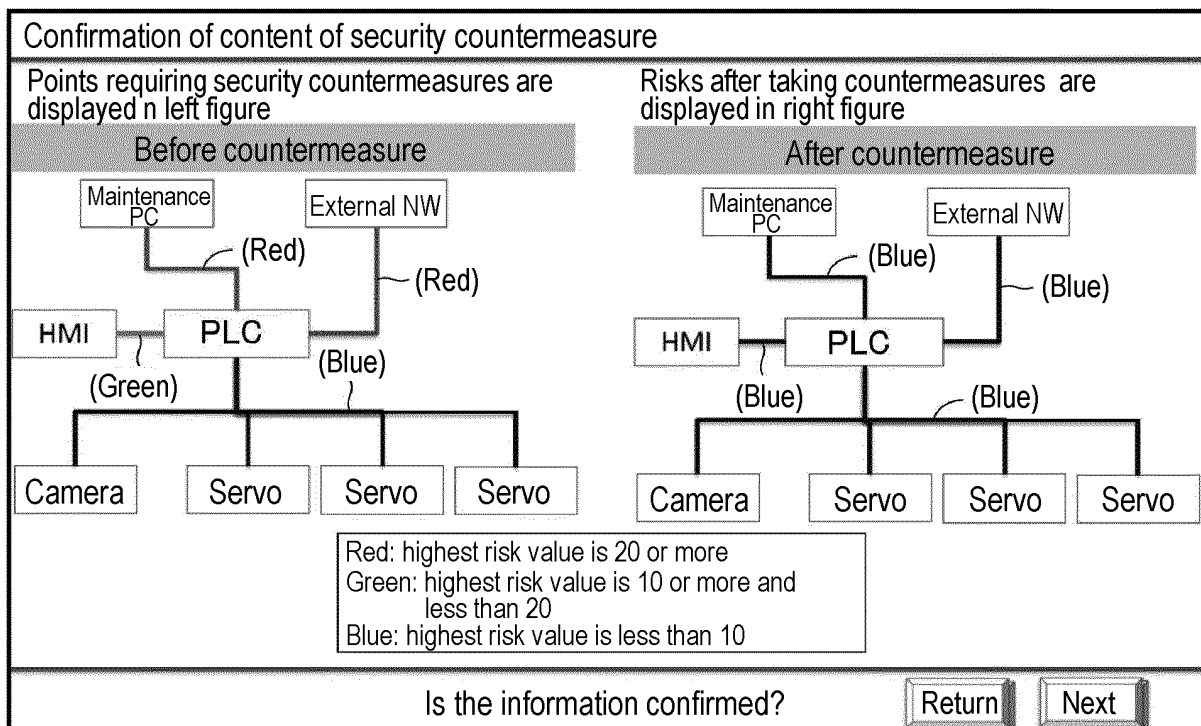 Confirmation of content of security countermeasure
Points requiring security countermeasures are
displayed n left figure
Before countermeasure
Maintenance
PC
External NW
(Red)
(Red)
HMI
PLC
(Green)
(Blue)
Camera
Servo
Servo
Servo
Risks after taking countermeasures are
displayed in right figure
After countermeasure
Maintenance
PC
External NW
(Blue)
(Blue)
HMI
PLC
(Blue)
(Blue)
Camera
Servo
Servo
Servo
Red: highest risk value is 20 or more
Green: highest risk value is 10 or more and
less than 20
Blue: highest risk value is less than 10
Is the information confirmed?
Return
Next